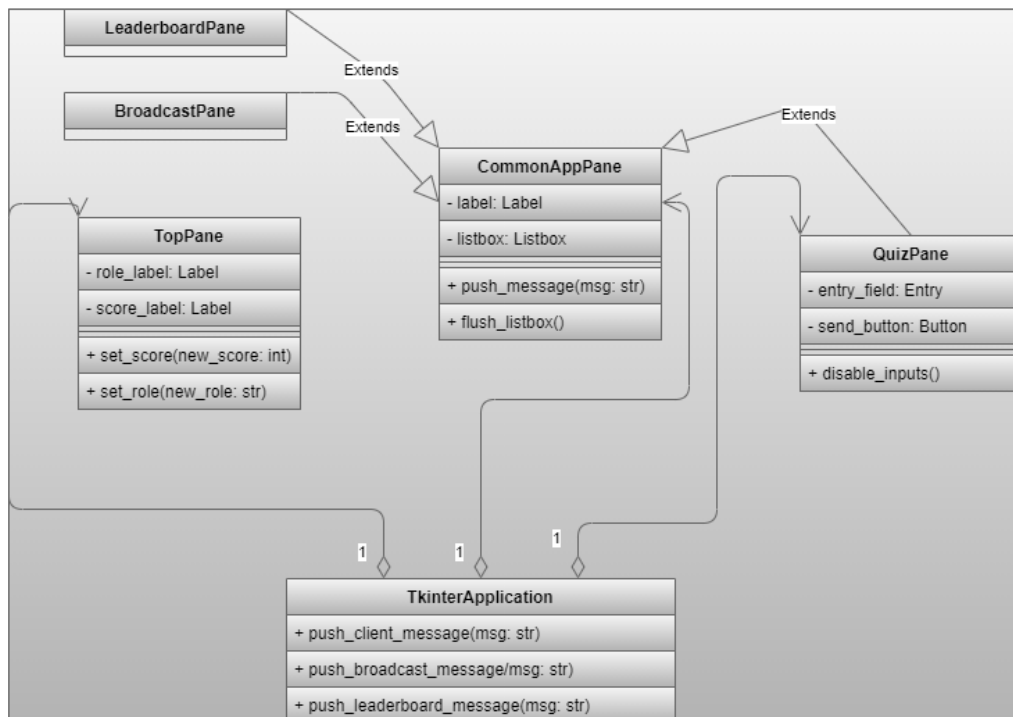 LeaderboardPane
Extends
BroadcastPane
Extends
Extends
CommonAppPane
- label: Label
- listbox: Listbox
+ push_message(msg: str)
+ flush_listbox()
TopPane
- role_label: Label
- score_label: Label
+ set_score(new_score: int)
+ set_role(new_role: str)
QuizPane
- entry_field: Entry
- send_button: Button
+ disable_inputs()
1
1
1
TkinterApplication
+ push_client_message(msg: str)
+ push_broadcast_message/msg: str)
+ push_leaderboard_message(msg: str)